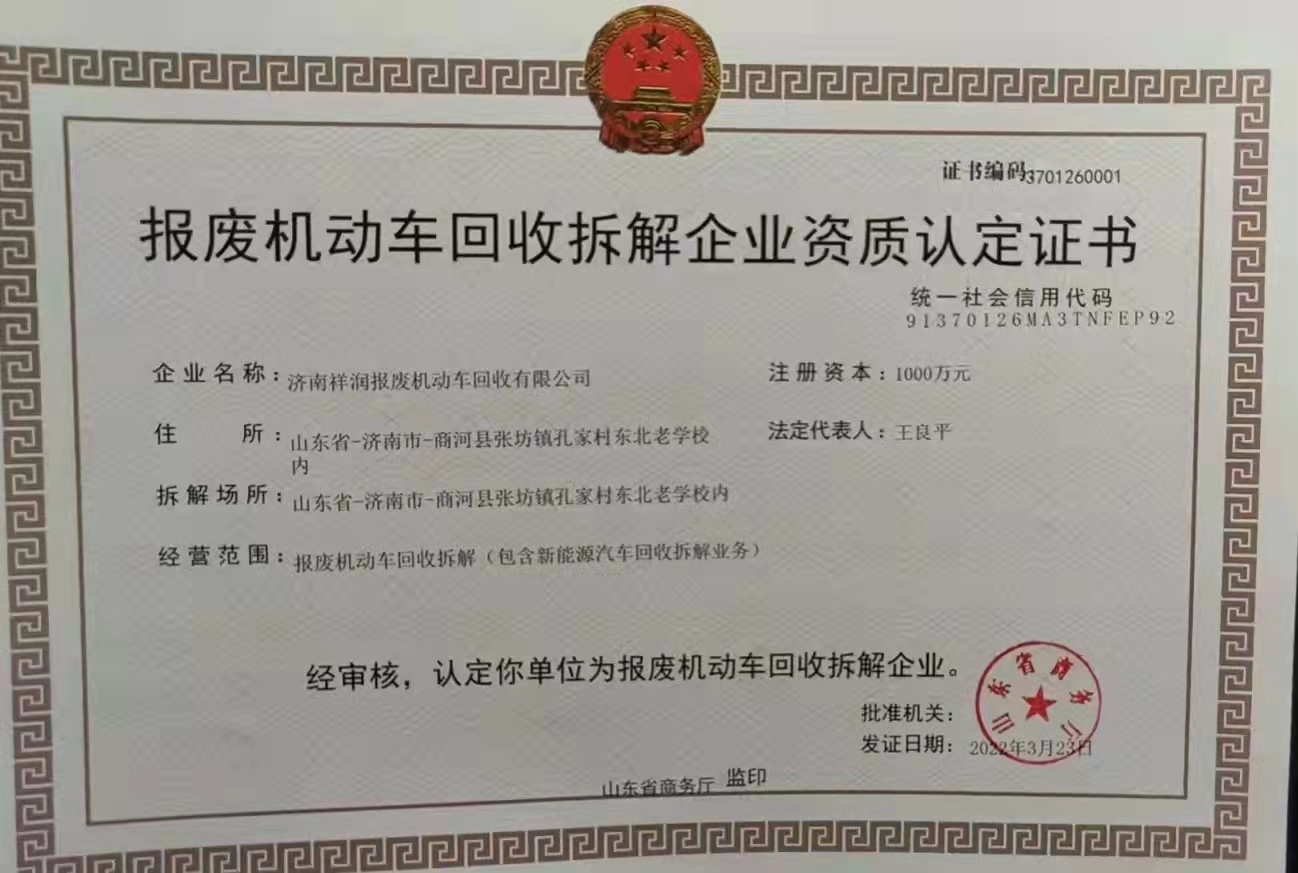 证书编码3701260001
报废机动车回收拆解企业资质认定证书
统一社会信用代码
91370126MA3TNFEP92
企业名称：济南祥润报废机动车回收有限公司
注册资本：1000万元
住所：山东省-济南市-商河县张坊镇孔家村东北老学校
内
法定代表人：王良平
拆解场所：山东省-济南市-商河县张坊镇孔家村东北老学校内
经营范围：报废机动车回收拆解（包含新能源汽车回收拆解业务）
经审核，认定你单位为报废机动车回收拆解企业。
山东省商务厅
批准机关：
发证日期：2022年3月23日
山东省商务厅 监印